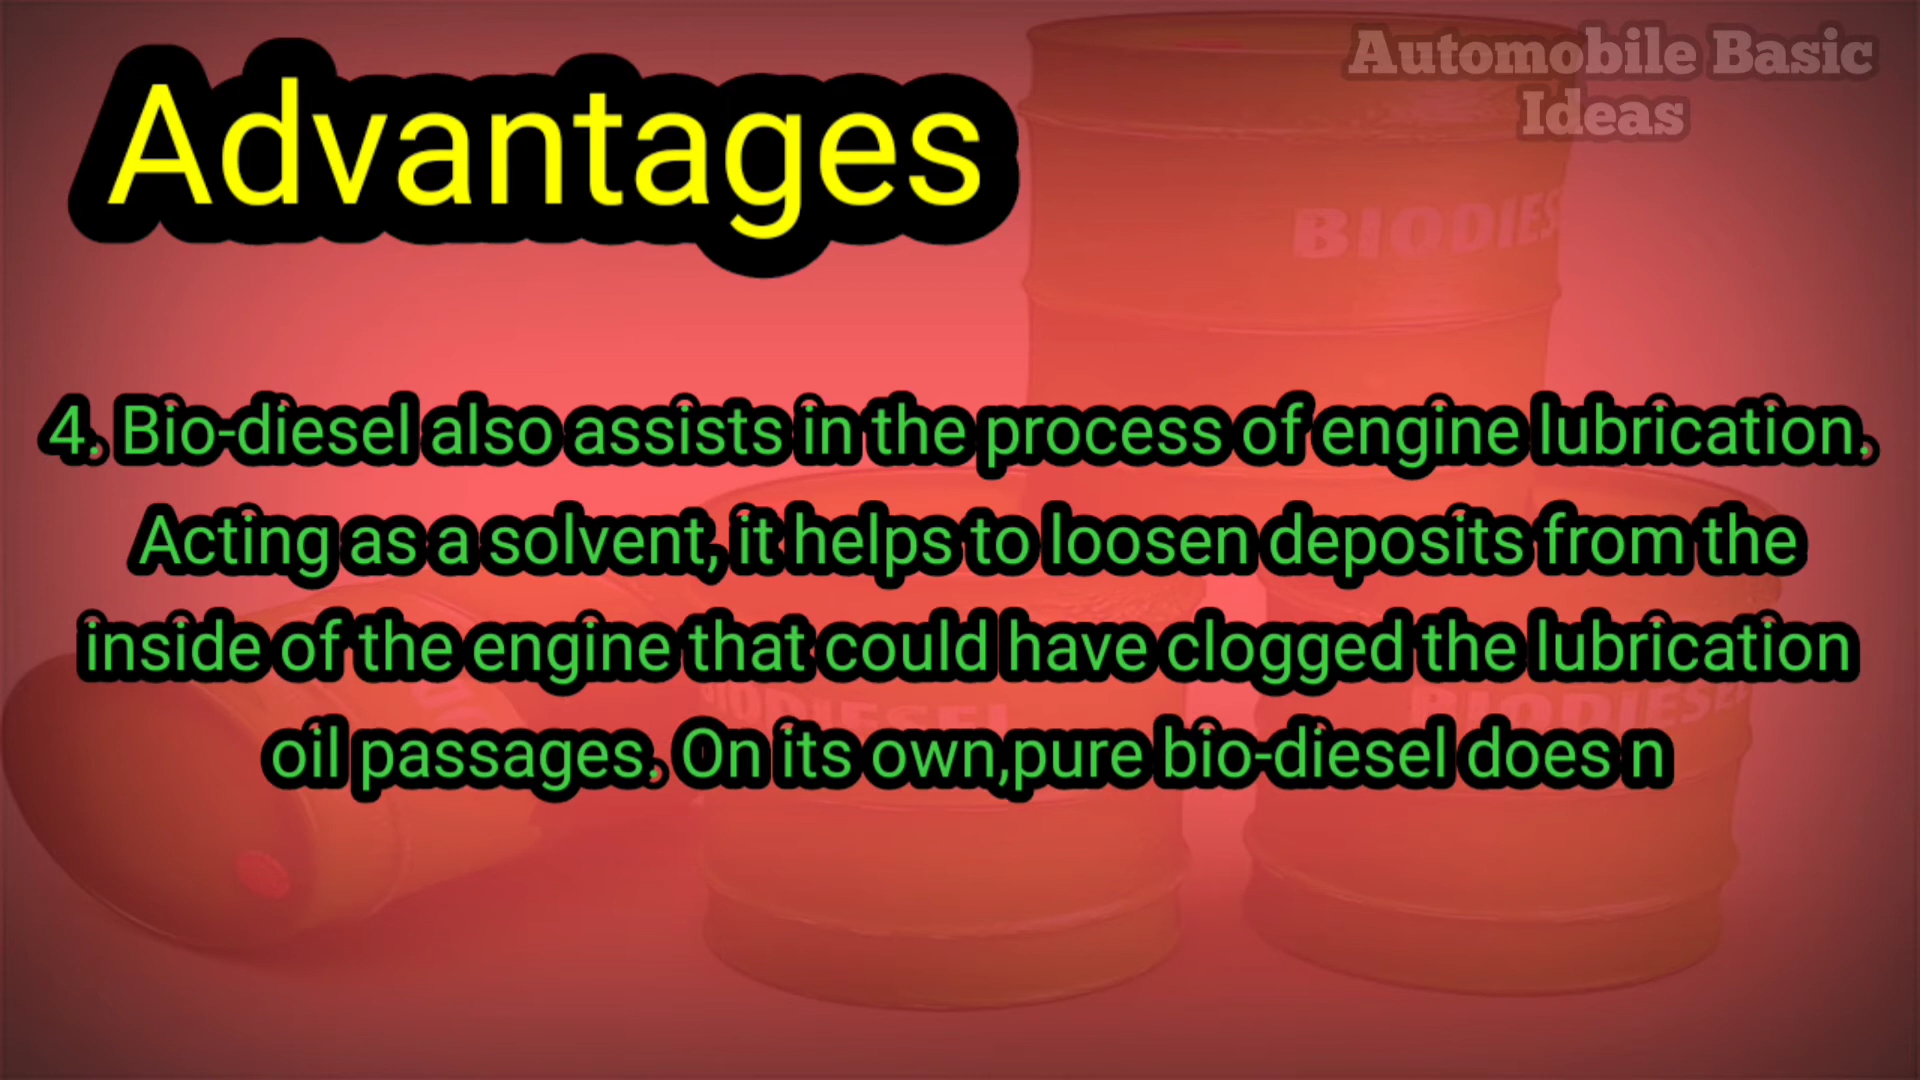 Automobile Basic
Ideas
Advantages
BIODIES
4. Bio-diesel also assists in the process of engine lubrication.
Acting as a solvent, it helps to loosen deposits from the
inside of the engine that could have clogged the lubrication
oil passages. On its own,pure bio-diesel does n
BIODIESEL
BIODIESEL